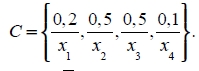 C = { 0,2/x₁, 0,5/x₂, 0,5/x₃, 0,1/x₄ }.